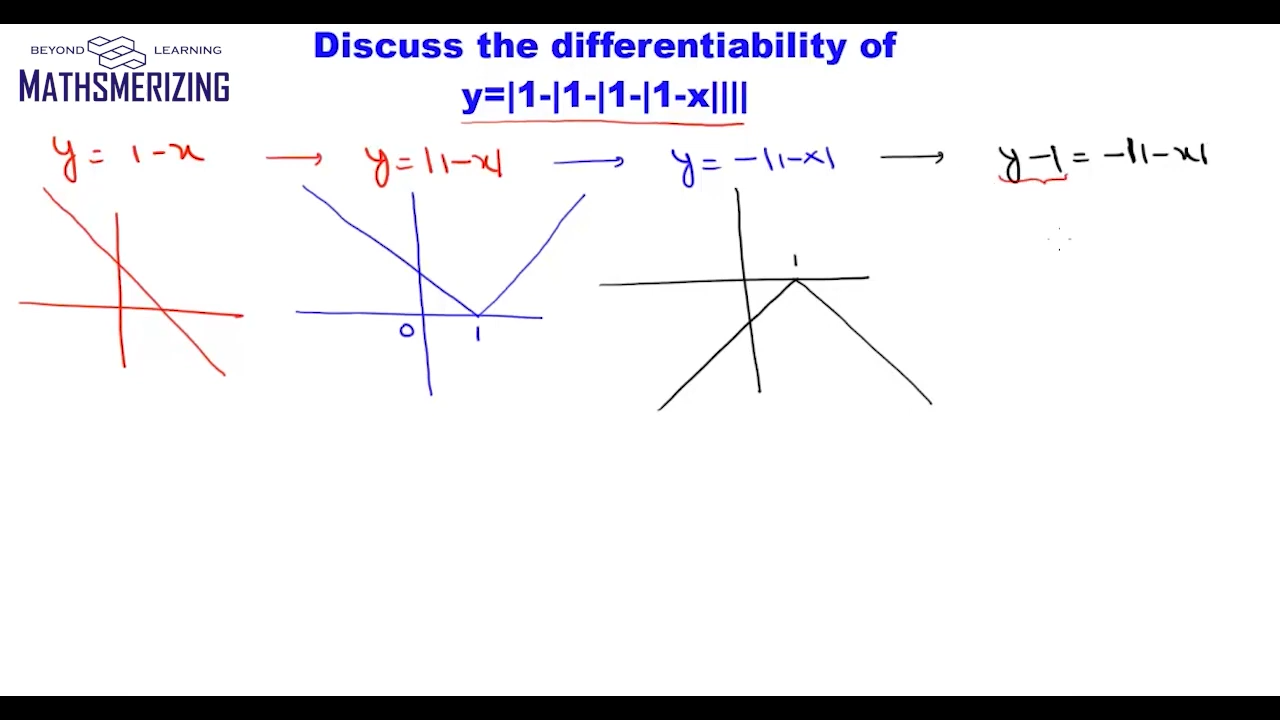 BEYOND LEARNING
MATHSMERIZING
Discuss the differentiability of
y=|1-|1-|1-|1-x||||
y = 1-x → y = |1-x| → y = -|1-x| → y-1 = -|1-x|
1
0 1